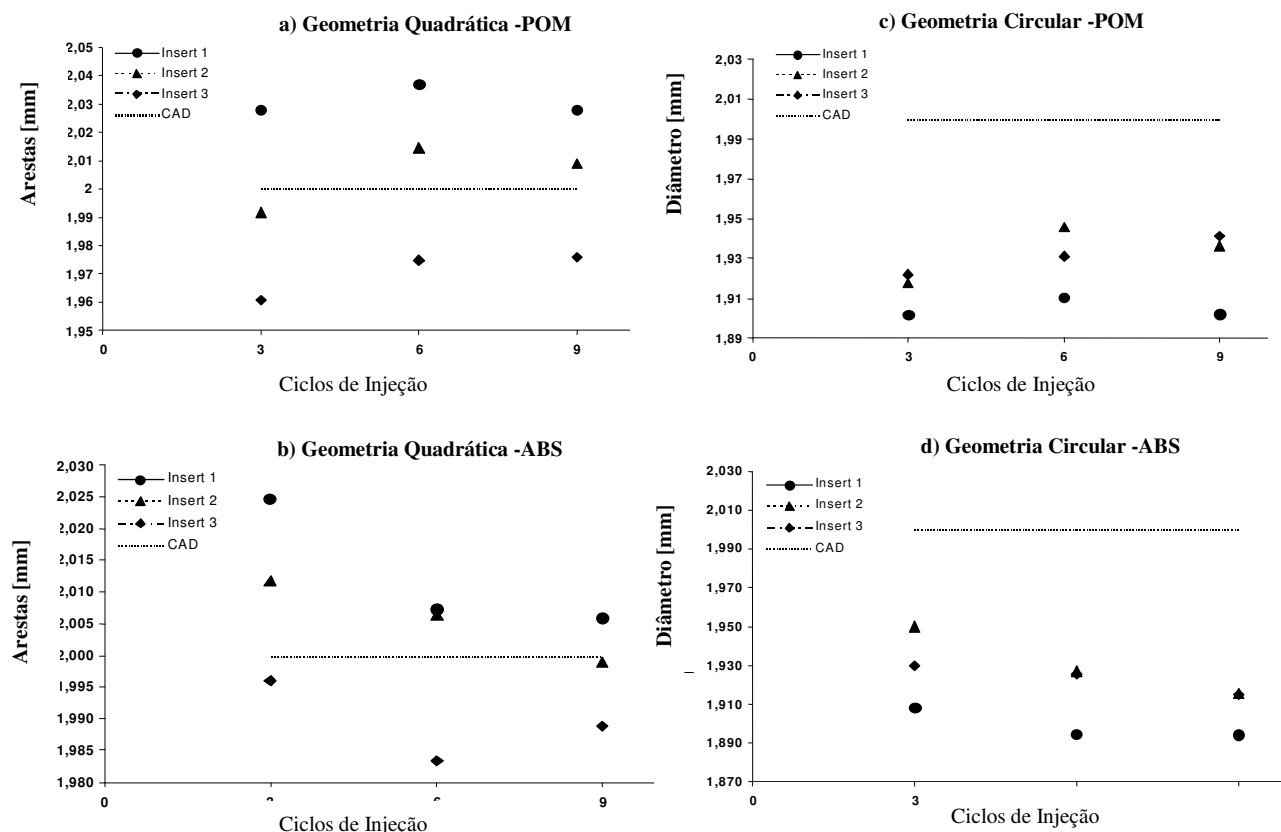 a) Geometria Quadrática -POM
Arestas [mm]
2,05
2,04
2,03
2,02
2,01
2
1,99
1,98
1,97
1,96
1,95
Insert 1
Insert 2
Insert 3
CAD
0
3
6
9
Ciclos de Injeção
c) Geometria Circular -POM
Diâmetro [mm]
2,03
2,01
1,99
1,97
1,95
1,93
1,91
1,89
Insert 1
Insert 2
Insert 3
CAD
0
3
6
9
Ciclos de Injeção
b) Geometria Quadrática -ABS
Arestas [mm]
2,030
2,025
2,020
2,015
2,010
2,005
2,000
1,995
1,990
1,985
1,980
Insert 1
Insert 2
Insert 3
CAD
0
6
9
Ciclos de Injeção
d) Geometria Circular -ABS
Diâmetro [mm]
2,030
2,010
1,990
1,970
1,950
1,930
1,910
1,890
1,870
Insert 1
Insert 2
Insert 3
CAD
0
3
Ciclos de Injeção